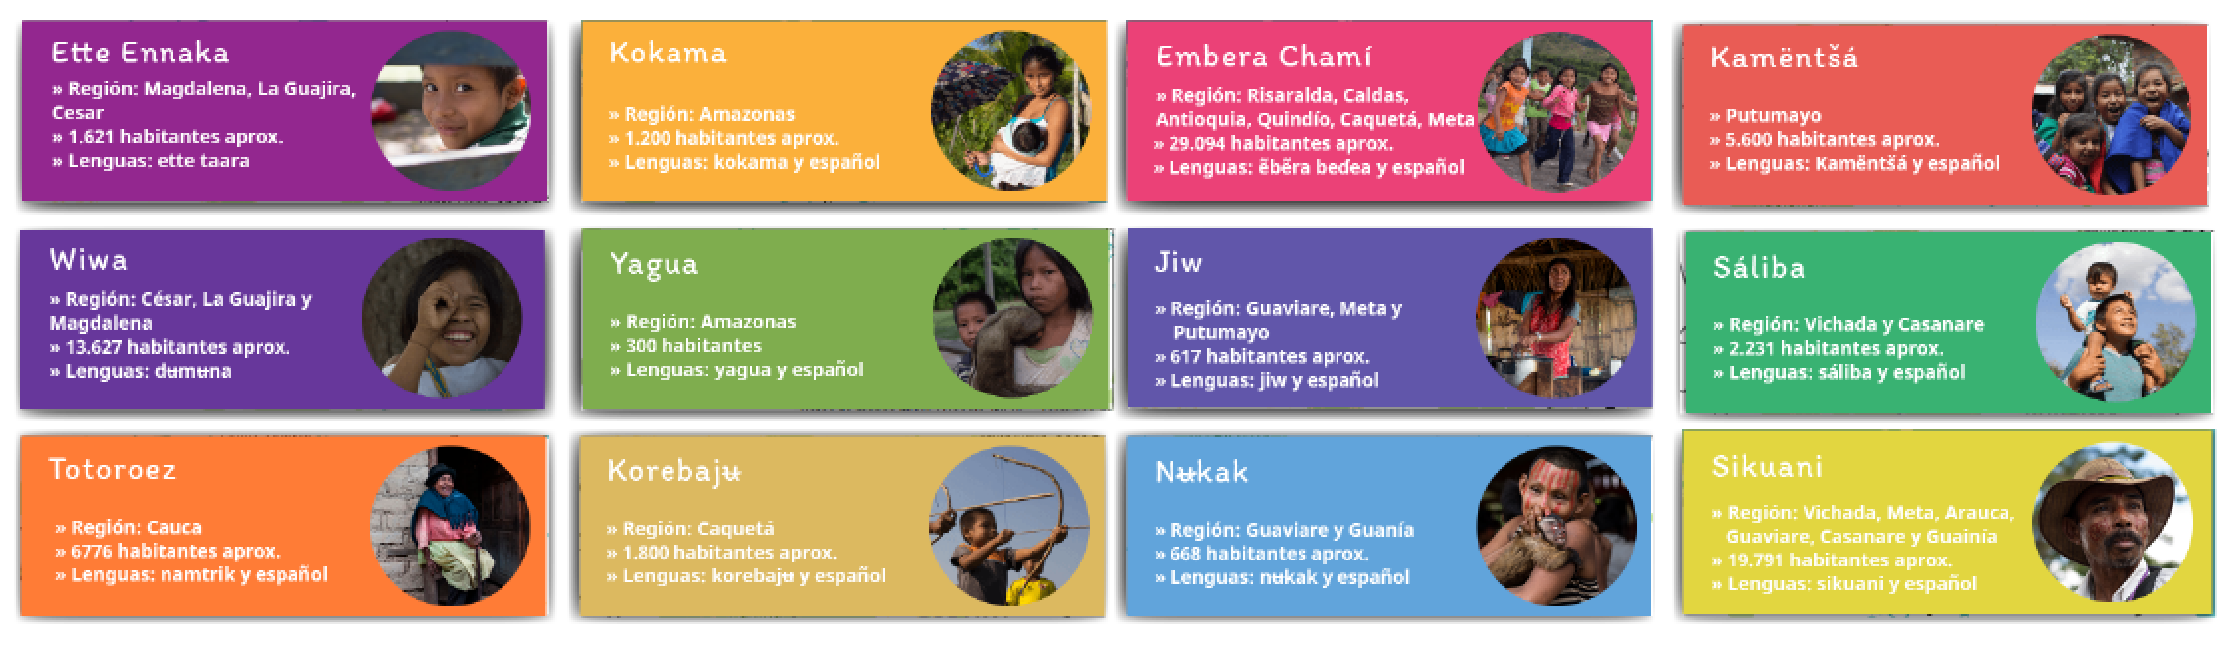 Ette Ennaka
» Región: Magdalena, La Guajira,
Cesar
» 1.621 habitantes aprox.
» Lenguas: ette taara
Kokama
» Región: Amazonas
» 1.200 habitantes aprox.
» Lenguas: kokama y español
Embera Chamí
» Región: Risaralda, Caldas,
Antioquia, Quindío, Caquetá, Meta
» 29.094 habitantes aprox.
» Lenguas: ẽbẽra beɗea y español
Kamëntšá
» Putumayo
» 5.600 habitantes aprox.
» Lenguas: Kamëntšá y español
Wiwa
» Región: César, La Guajira y
Magdalena
» 13.627 habitantes aprox.
» Lenguas: dʉmʉna
Yagua
» Región: Amazonas
» 300 habitantes
» Lenguas: yagua y español
Jiw
» Región: Guaviare, Meta y
Putumayo
» 617 habitantes aprox.
» Lenguas: jiw y español
Sáliba
» Región: Vichada y Casanare
» 2.231 habitantes aprox.
» Lenguas: sáliba y español
Totoroez
» Región: Cauca
» 6776 habitantes aprox.
» Lenguas: namtrik y español
Korebajʉ
» Región: Caquetá
» 1.800 habitantes aprox.
» Lenguas: korebajʉ y español
Nʉkak
» Región: Guaviare y Guanía
» 668 habitantes aprox.
» Lenguas: nʉkak y español
Sikuani
» Región: Vichada, Meta, Arauca,
Guaviare, Casanare y Guainía
» 19.791 habitantes aprox.
» Lenguas: sikuani y español